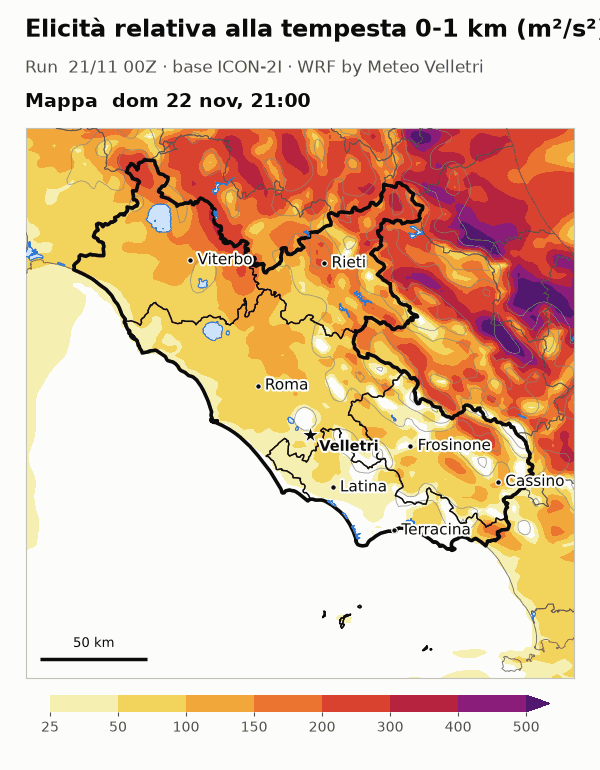 Elicità relativa alla tempesta 0-1 km (m²/s²)
Run  21/11 00Z · base ICON-2I · WRF by Meteo Velletri
Mappa  dom 22 nov, 21:00
Viterbo
Rieti
Roma
Velletri
Frosinone
Cassino
Latina
Terracina
50 km
25 50 100 150 200 300 400 500